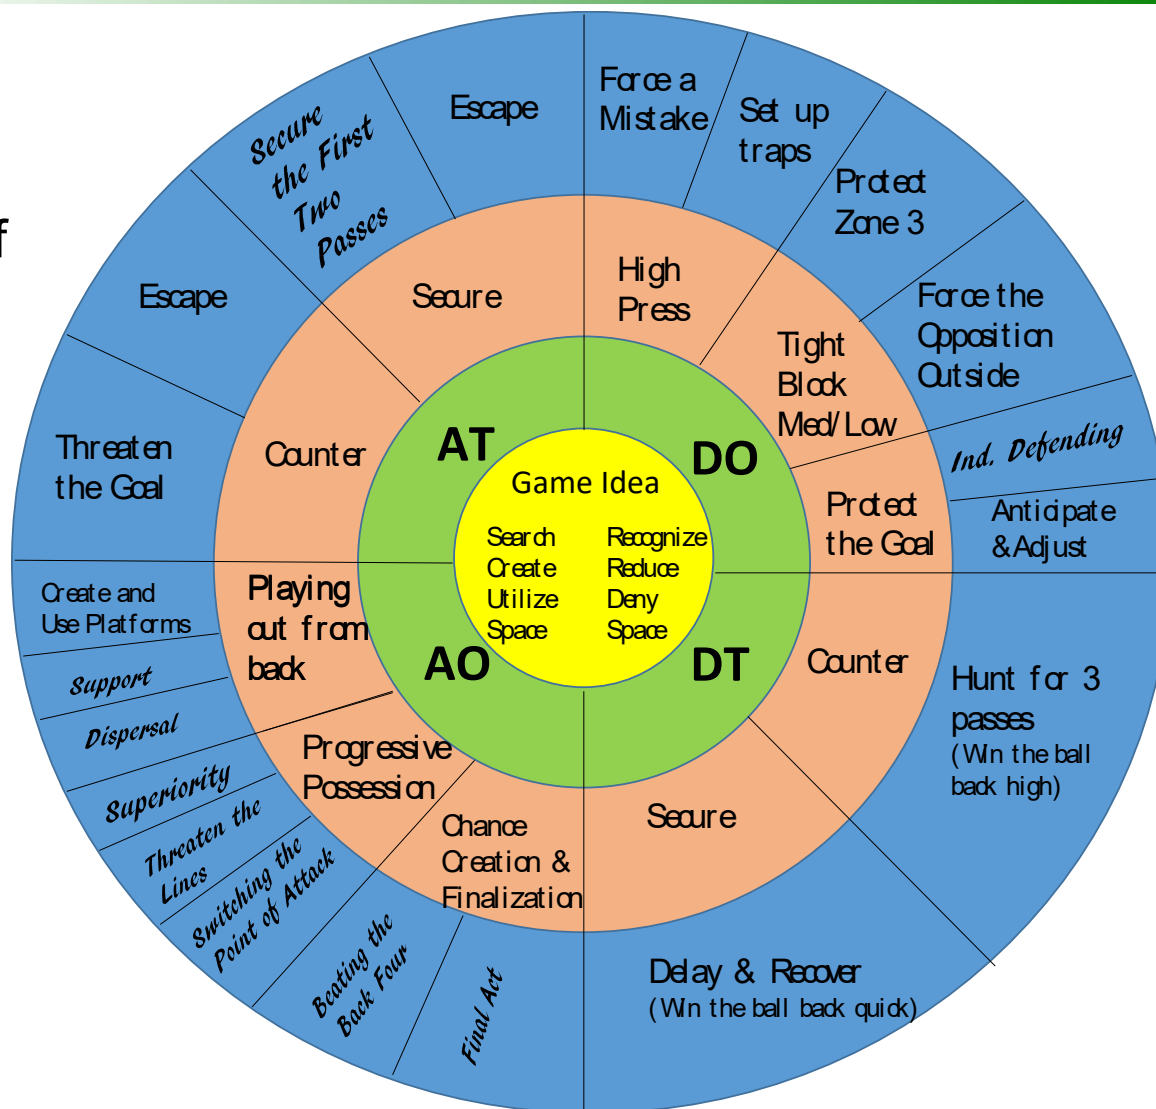 f
Game Idea
Search
Create
Utilize
Space
Recognize
Reduce
Deny
Space
AT
DO
AO
DT
Secure
High
Press
Tight
Block
Med/Low
Protect
the Goal
Counter
Secure
Chance
Creation &
Finalization
Progressive
Possession
Playing
out from
back
Counter
Escape
Force a
Mistake
Set up
traps
Protect
Zone 3
Force the
Opposition
Outside
Ind. Defending
Anticipate
& Adjust
Hunt for 3
passes
(Win the ball
back high)
Delay & Recover
(Win the ball back quick)
Final Act
Beating the
Back Four
Switching the
Point of Attack
Threaten the
Lines
Superiority
Dispersal
Support
Create and
Use Platforms
Threaten
the Goal
Escape
Secure
the First
Two
Passes